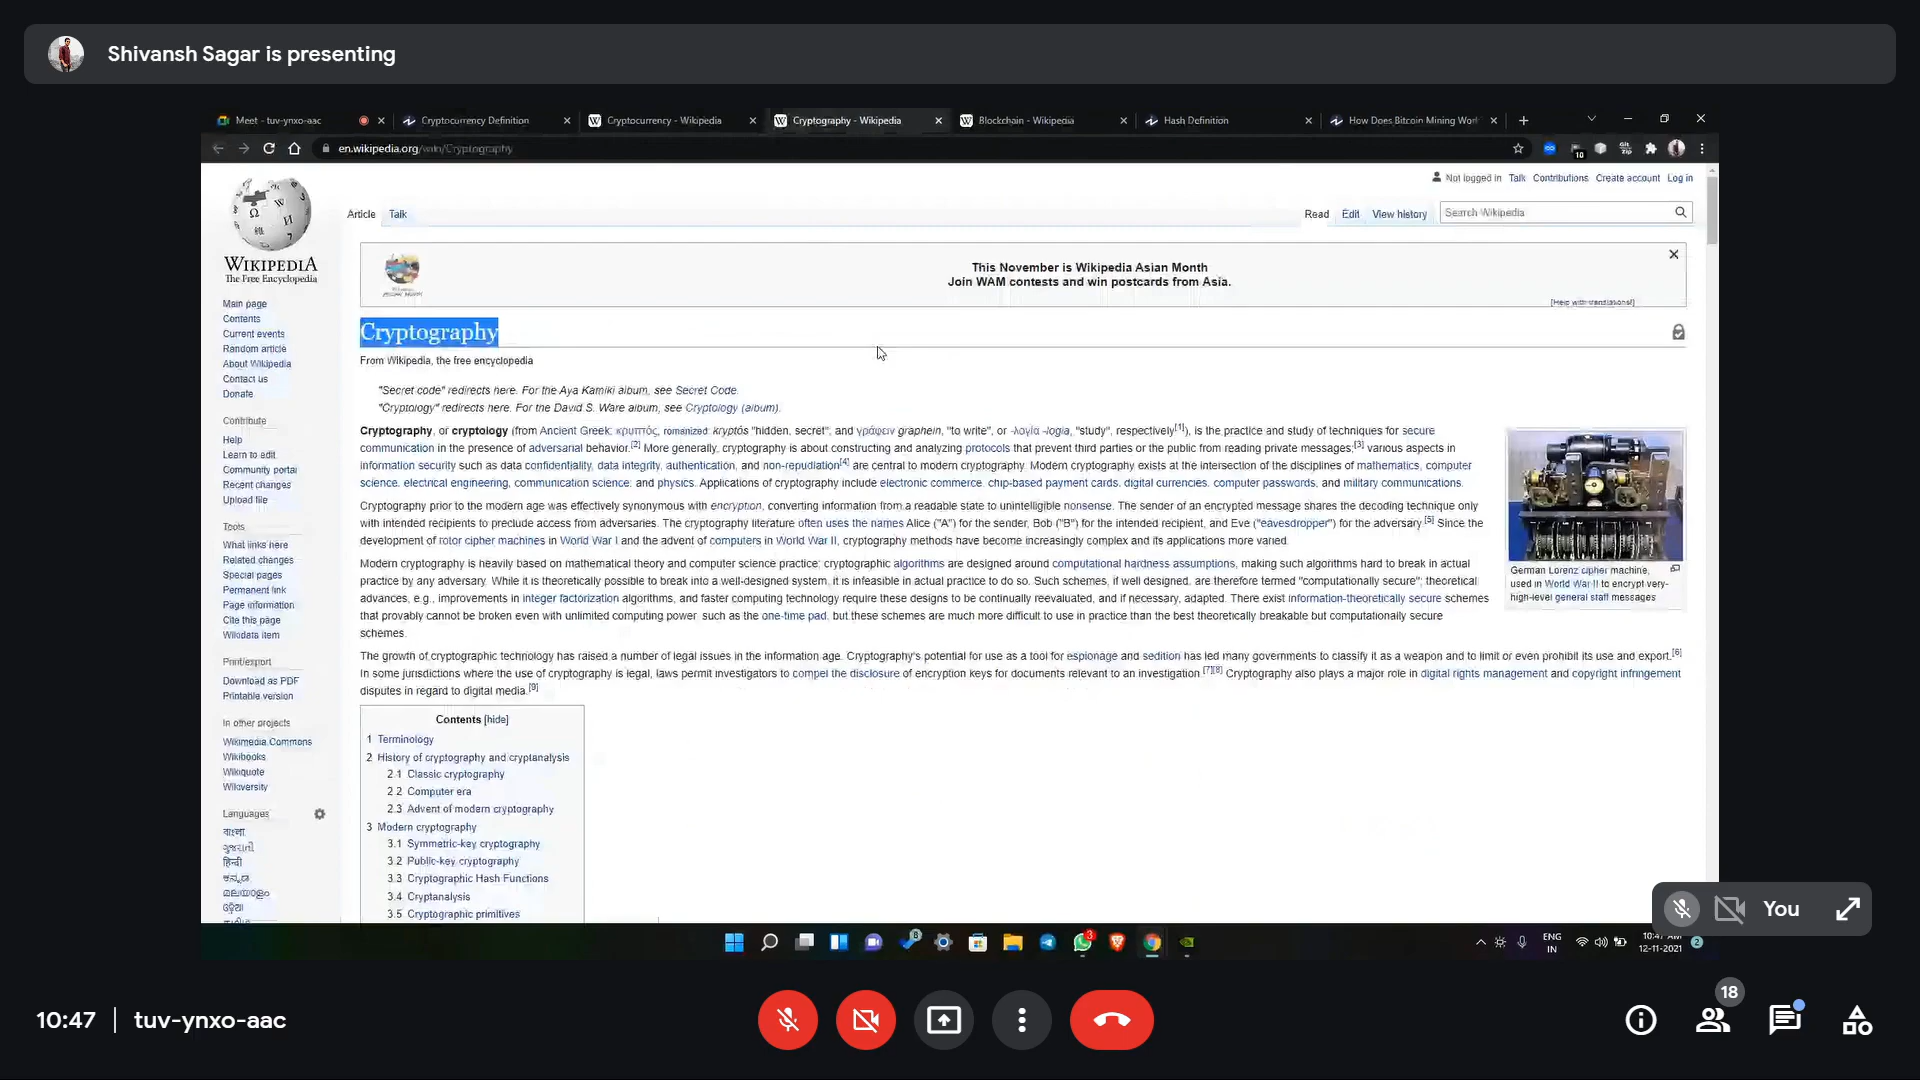 Shivansh Sagar is presenting
Meet - tuv-ynxo-aac
Cryptocurrency Definition
Cryptocurrency - Wikipedia
Cryptography - Wikipedia
Blockchain - Wikipedia
Hash Definition
How Does Bitcoin Mining Work
en.wikipedia.org/wiki/Cryptography
10
Not logged in Talk Contributions Create account Log in
Article Talk
Read Edit View history
Search Wikipedia
WIKIPEDIA
The Free Encyclopedia
Main page
Contents
Current events
Random article
About Wikipedia
Contact us
Donate
Contribute
Help
Learn to edit
Community portal
Recent changes
Upload file
Tools
What links here
Related changes
Special pages
Permanent link
Page information
Cite this page
Wikidata item
Print/export
Download as PDF
Printable version
In other projects
Wikimedia Commons
Wikibooks
Wikiquote
Wikiversity
Languages
বাংলা
ગુજરાતી
हिन्दी
ಕನ್ನಡ
മലയാളം
ଓଡ଼ିଆ
This November is Wikipedia Asian Month
Join WAM contests and win postcards from Asia.
[Help with translations!]
Cryptography
From Wikipedia, the free encyclopedia
"Secret code" redirects here. For the Aya Kamiki album, see Secret Code.
"Cryptology" redirects here. For the David S. Ware album, see Cryptology (album).
Cryptography, or cryptology (from Ancient Greek: κρυπτός, romanized: kryptós "hidden, secret", and γράφειν graphein, "to write", or -λογία -logia, "study", respectively[1]), is the practice and study of techniques for secure
communication in the presence of adversarial behavior.[2] More generally, cryptography is about constructing and analyzing protocols that prevent third parties or the public from reading private messages;[3] various aspects in
information security such as data confidentiality, data integrity, authentication, and non-repudiation[4] are central to modern cryptography. Modern cryptography exists at the intersection of the disciplines of mathematics, computer
science, electrical engineering, communication science, and physics. Applications of cryptography include electronic commerce, chip-based payment cards, digital currencies, computer passwords, and military communications.
Cryptography prior to the modern age was effectively synonymous with encryption, converting information from a readable state to unintelligible nonsense. The sender of an encrypted message shares the decoding technique only
with intended recipients to preclude access from adversaries. The cryptography literature often uses the names Alice ("A") for the sender, Bob ("B") for the intended recipient, and Eve ("eavesdropper") for the adversary.[5] Since the
development of rotor cipher machines in World War I and the advent of computers in World War II, cryptography methods have become increasingly complex and its applications more varied.
Modern cryptography is heavily based on mathematical theory and computer science practice; cryptographic algorithms are designed around computational hardness assumptions, making such algorithms hard to break in actual
practice by any adversary. While it is theoretically possible to break into a well-designed system, it is infeasible in actual practice to do so. Such schemes, if well designed, are therefore termed "computationally secure"; theoretical
advances, e.g., improvements in integer factorization algorithms, and faster computing technology require these designs to be continually reevaluated, and if necessary, adapted. There exist information-theoretically secure schemes
that provably cannot be broken even with unlimited computing power such as the one-time pad, but these schemes are much more difficult to use in practice than the best theoretically breakable but computationally secure
schemes.
The growth of cryptographic technology has raised a number of legal issues in the information age. Cryptography's potential for use as a tool for espionage and sedition has led many governments to classify it as a weapon and to limit or even prohibit its use and export.[6]
In some jurisdictions where the use of cryptography is legal, laws permit investigators to compel the disclosure of encryption keys for documents relevant to an investigation.[7][8] Cryptography also plays a major role in digital rights management and copyright infringement
disputes in regard to digital media.[9]
German Lorenz cipher machine,
used in World War II to encrypt very-
high-level general staff messages
Contents [hide]
1 Terminology
2 History of cryptography and cryptanalysis
2.1 Classic cryptography
2.2 Computer era
2.3 Advent of modern cryptography
3 Modern cryptography
3.1 Symmetric-key cryptography
3.2 Public-key cryptography
3.3 Cryptographic Hash Functions
3.4 Cryptanalysis
3.5 Cryptographic primitives
You
8
3
ENG
IN
10:47 AM
12-11-2021
2
10:47 | tuv-ynxo-aac
18